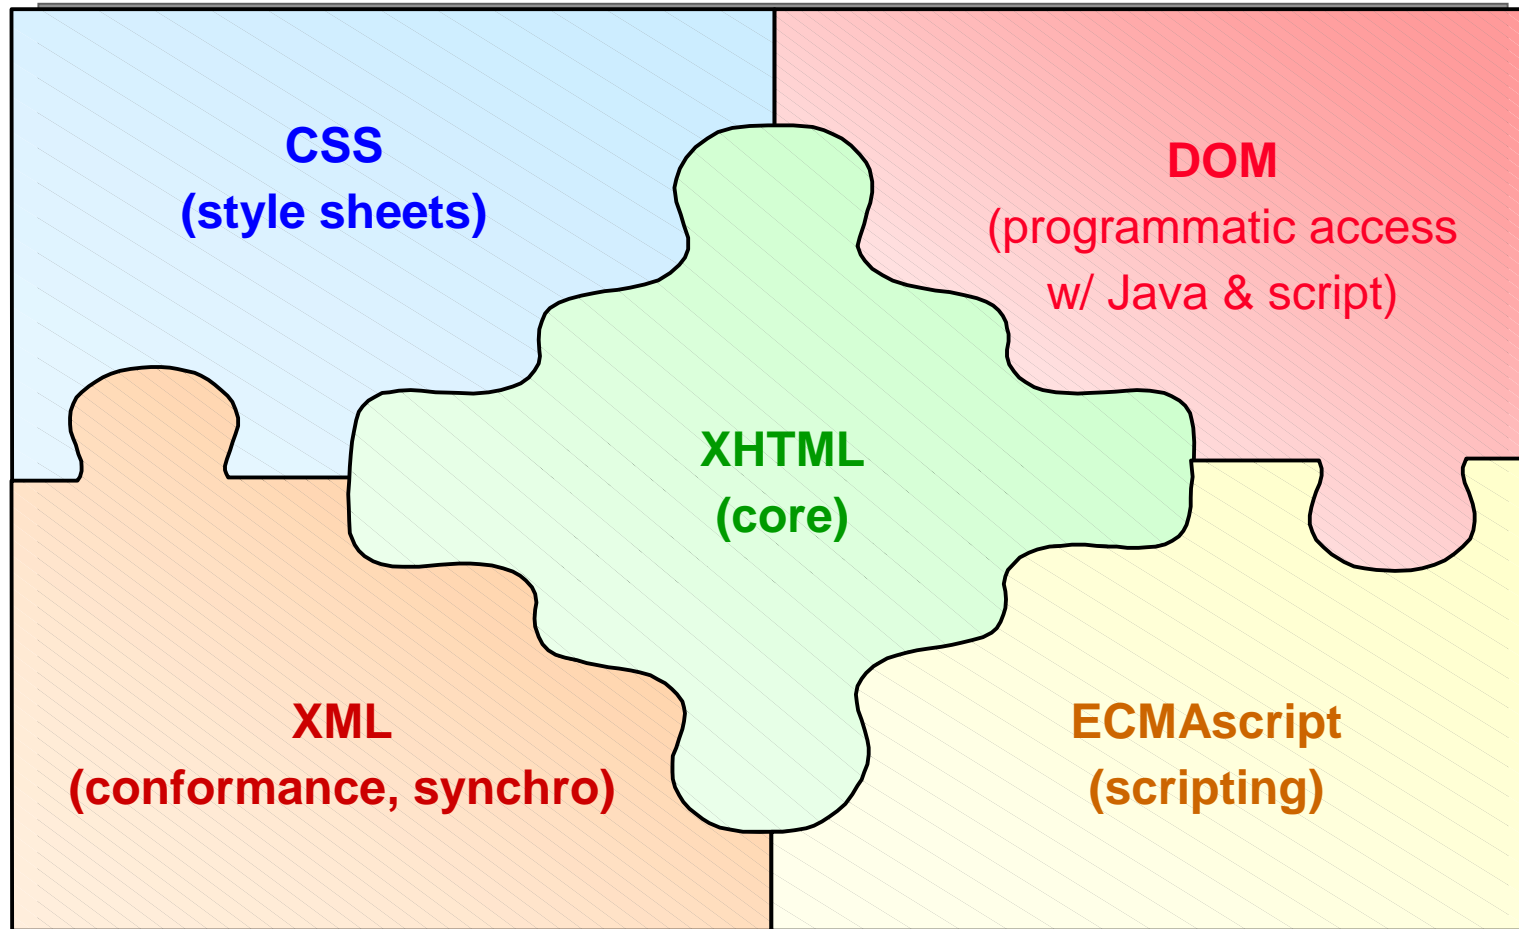 CSS
(style sheets)
DOM
(programmatic access
w/ Java & script)
XHTML
(core)
XML
(conformance, synchro)
ECMAscript
(scripting)